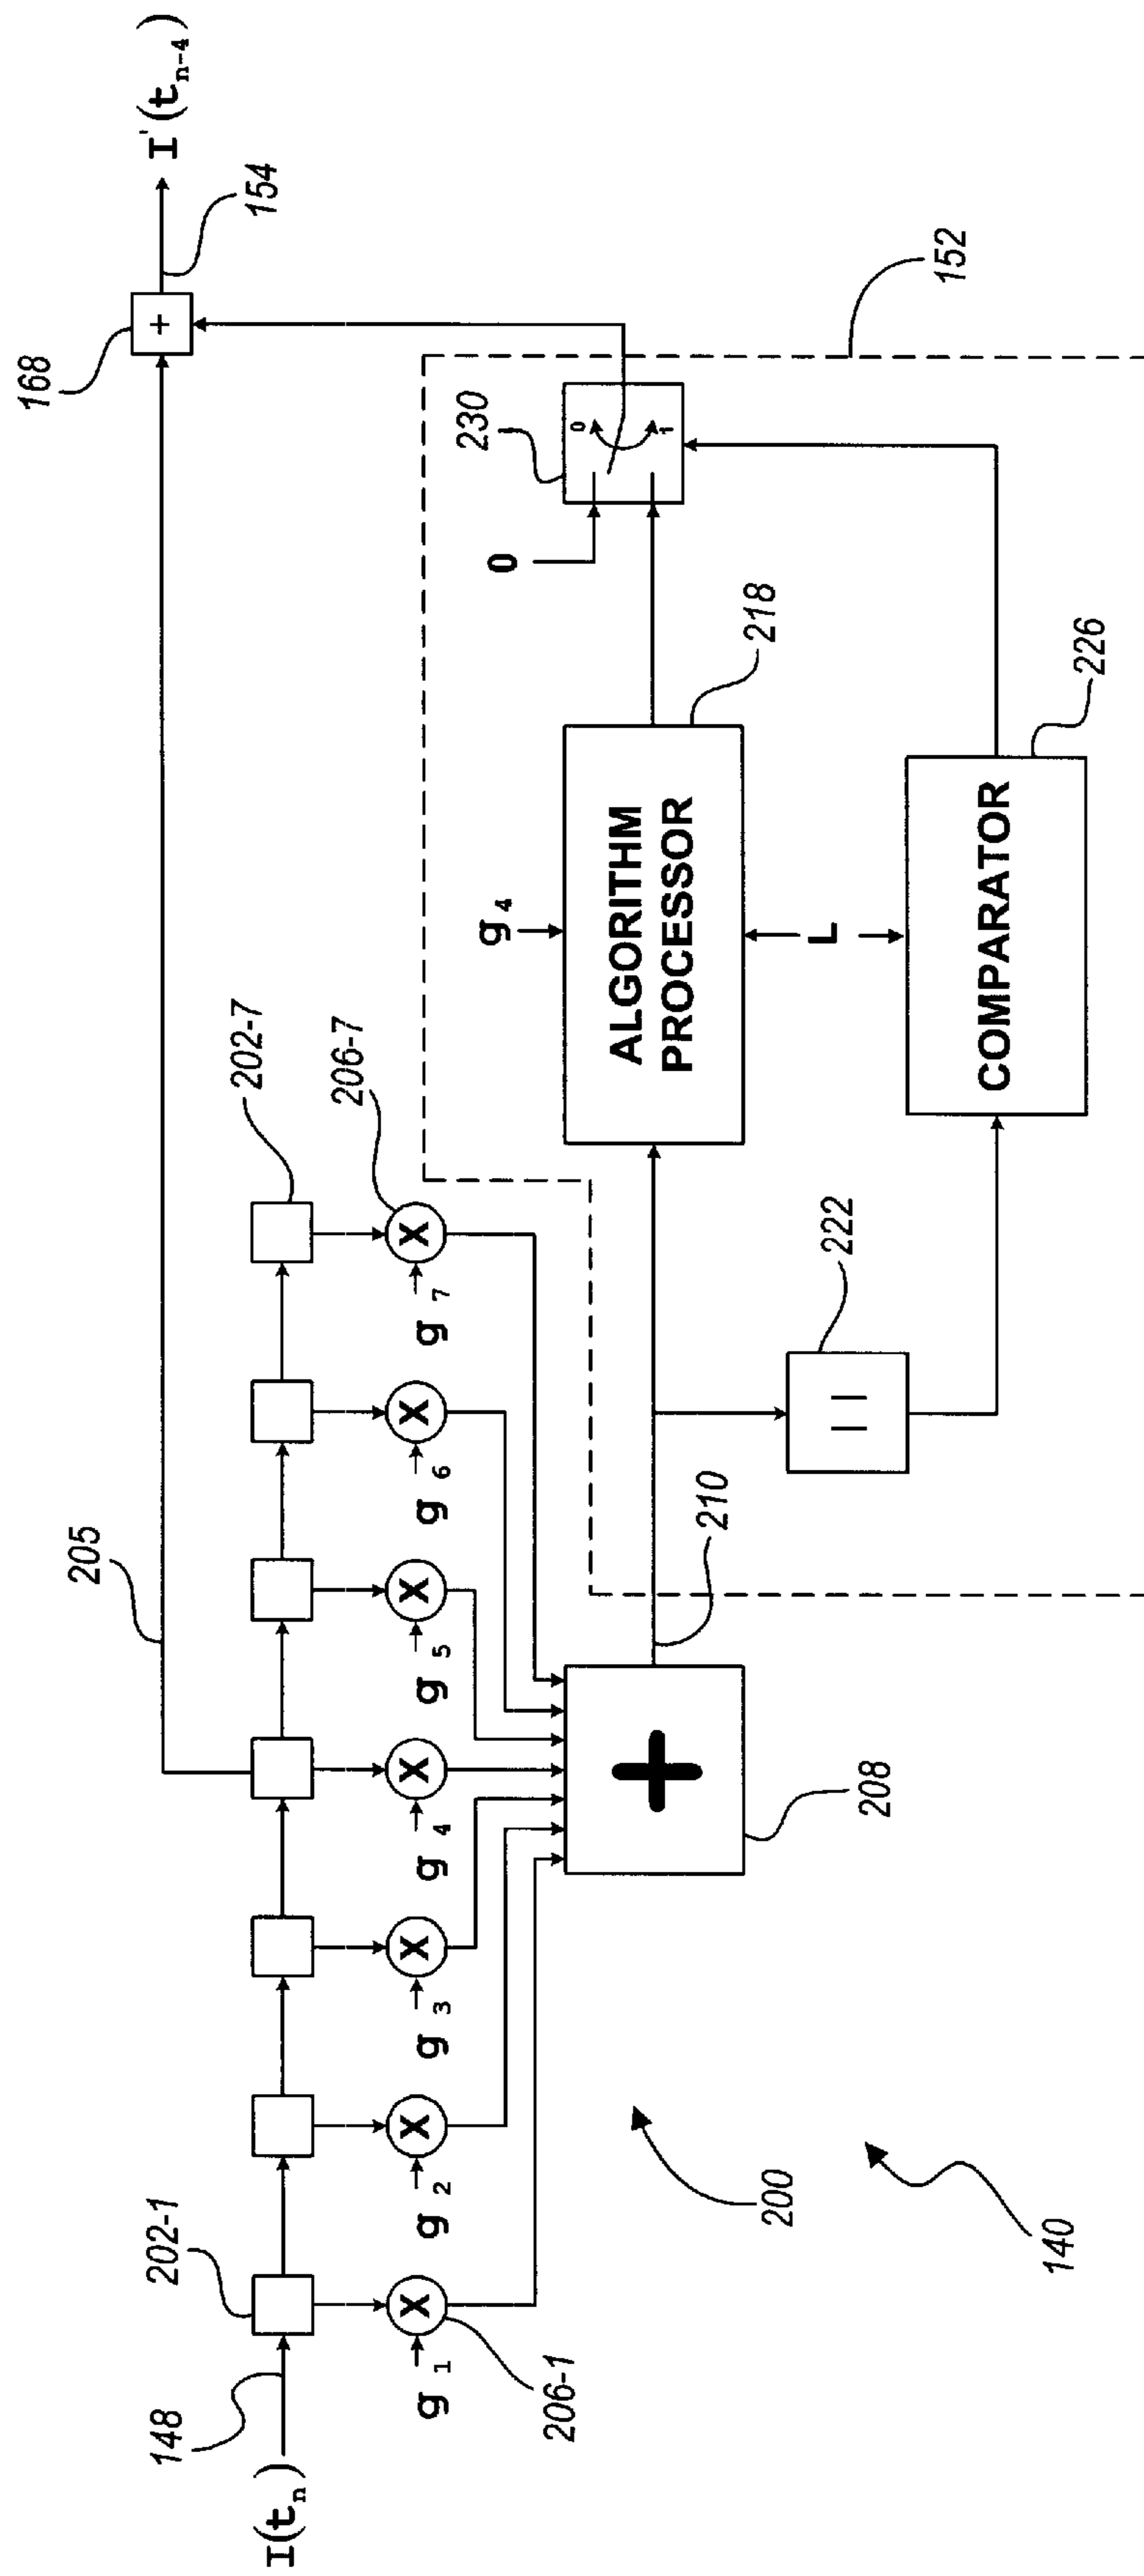 I'(tn-4)
154
168
+
205
152
230
0
1
0
202-7
206-7
X X X X X X X
g1 g2 g3 g4 g5 g6 g7
202-1
148
I(tn)
206-1
g4
ALGORITHM
PROCESSOR
218
L
COMPARATOR
226
222
| |
210
+
208
200
140